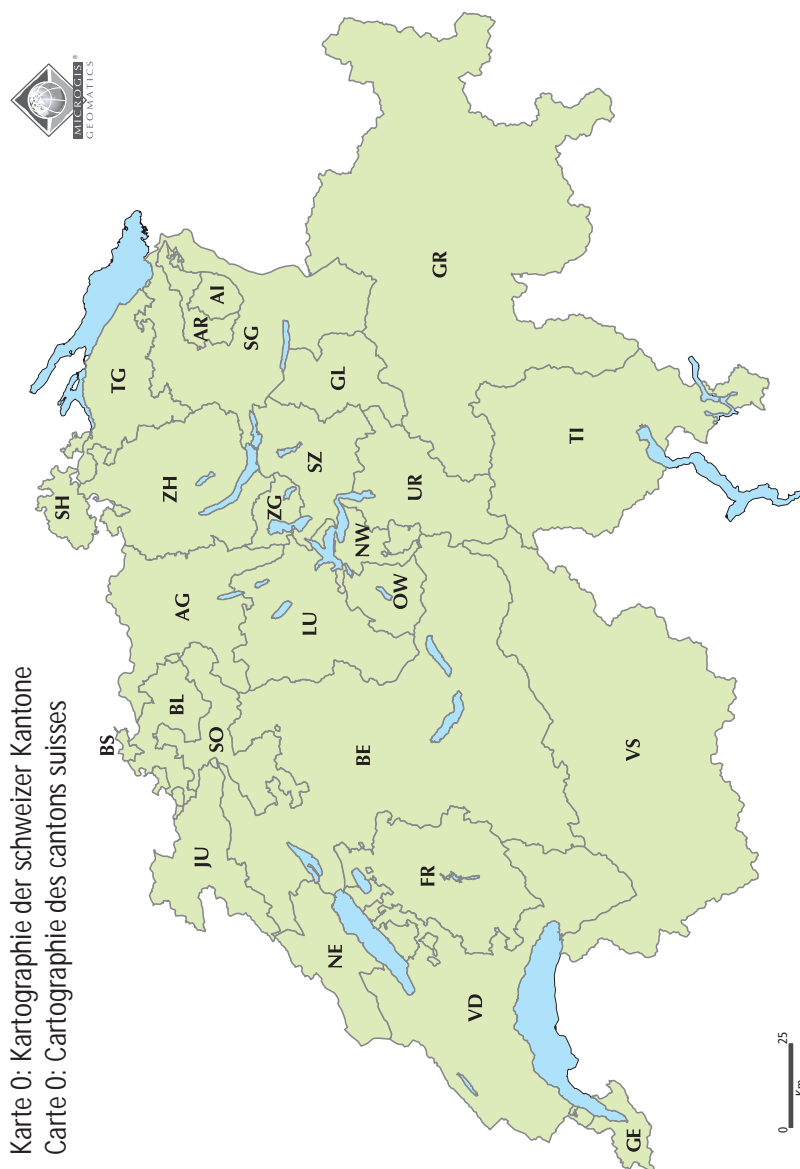 Karte 0: Kartographie der schweizer Kantone
Carte 0: Cartographie des cantons suisses
MICROGIS®
GEOMATICS
SH
BS
TG
ZH
AG
BL
AR
AI
JU
SO
SG
ZG
SZ
LU
GL
NE
BE
NW
OW
UR
GR
FR
VD
TI
VS
GE
0 25
Km